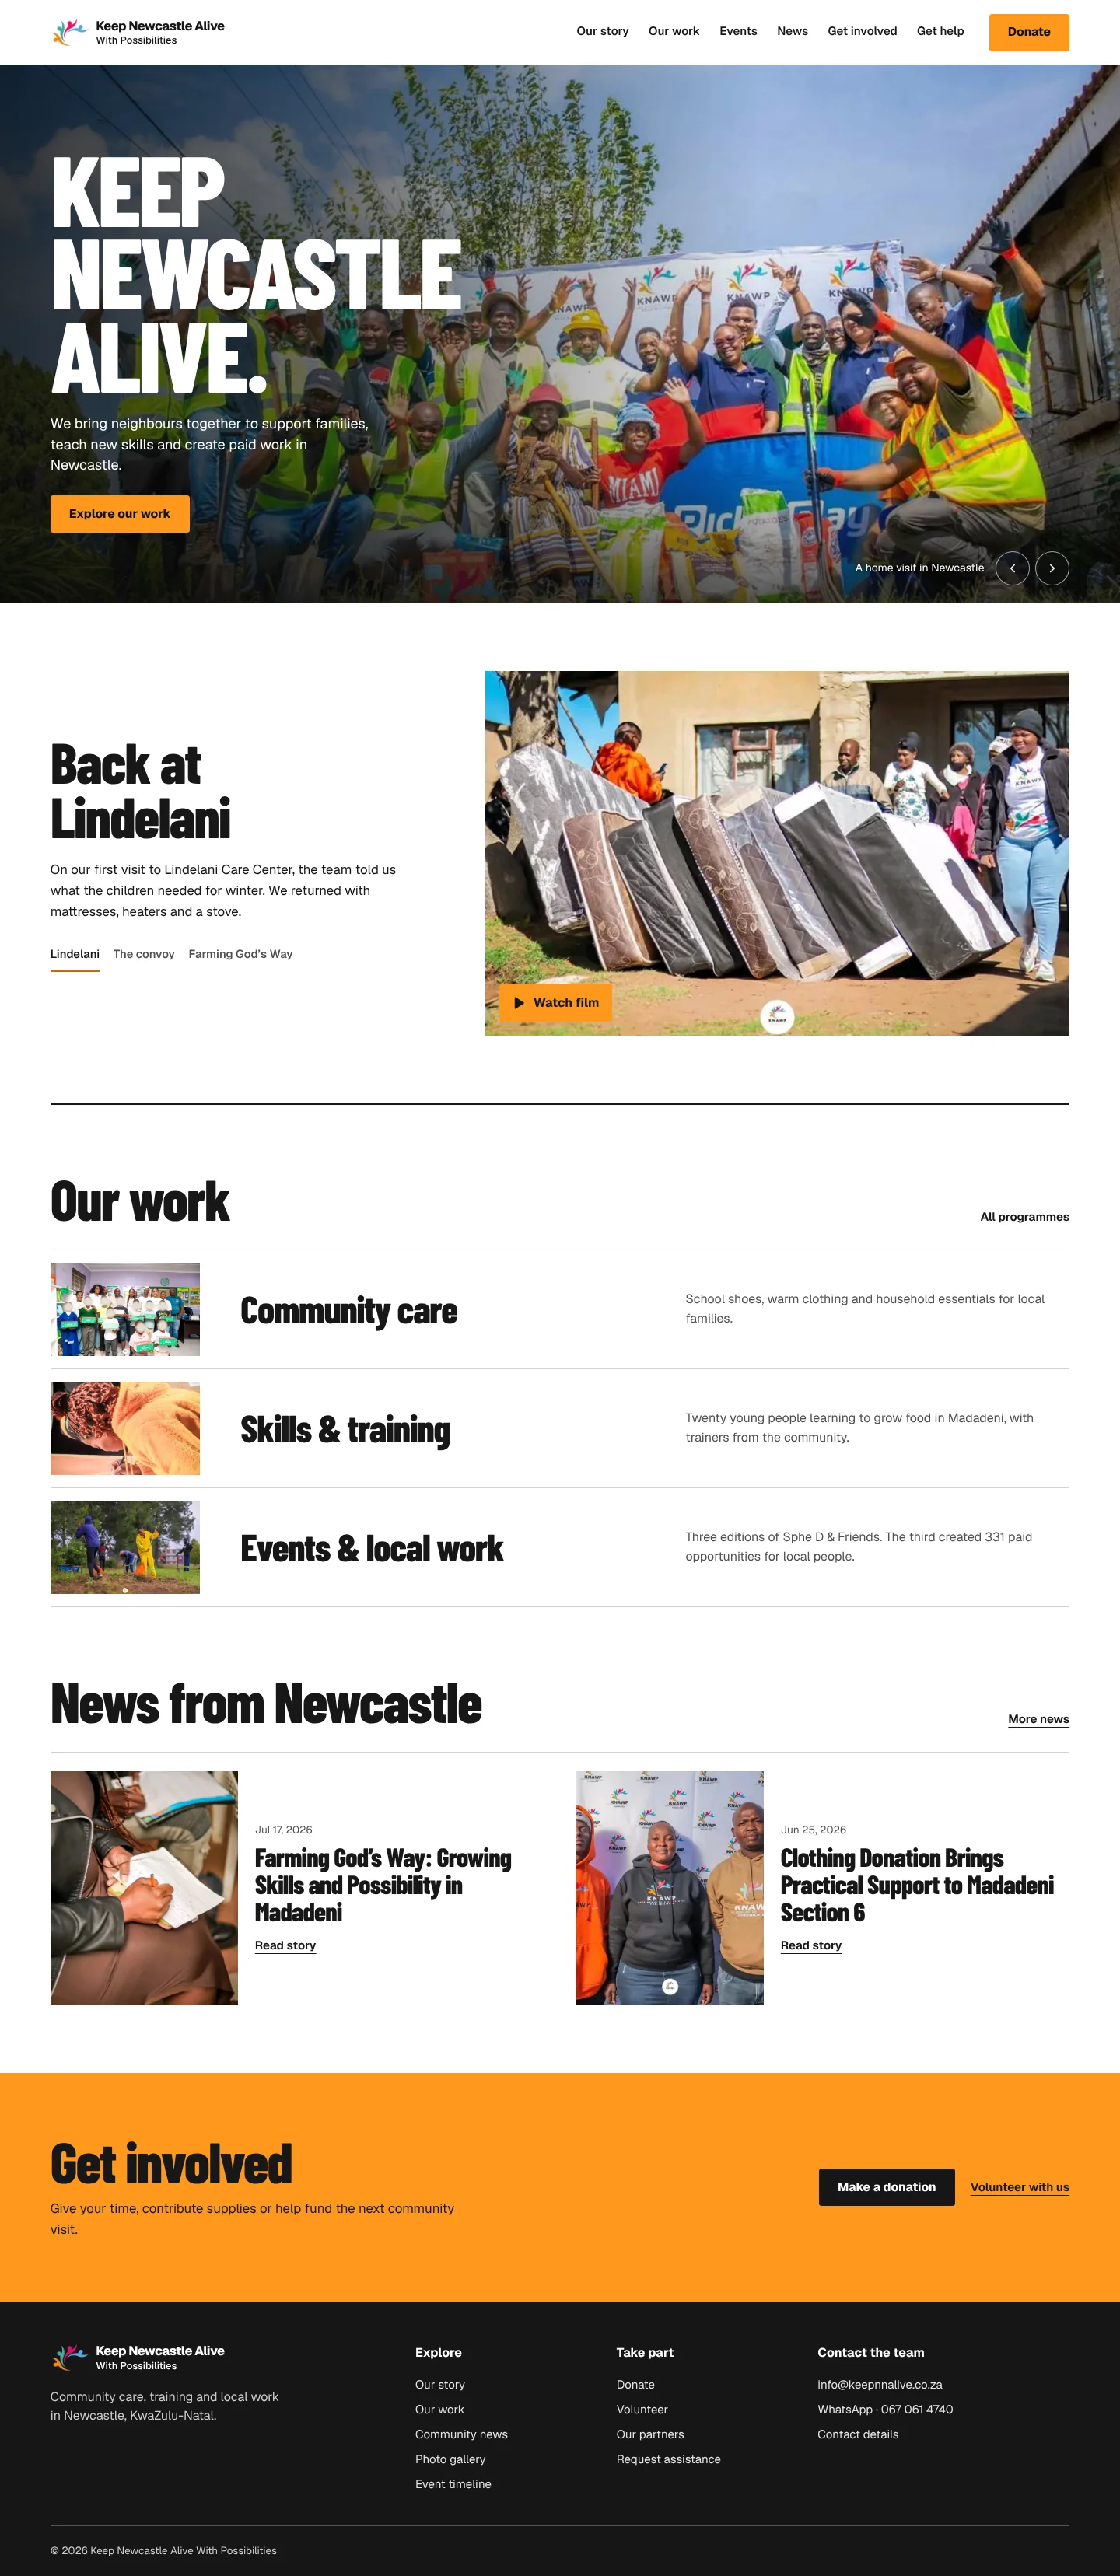 Keep Newcastle Alive
With Possibilities
Our story
Our work
Events
News
Get involved
Get help
Donate
KEEP
NEWCASTLE
ALIVE.
KNAWP
KNAWP
KNAWP
We bring neighbours together to support families,
teach new skills and create paid work in
Newcastle.
MIAMI
POTATOES
Explore our work
A home visit in Newcastle
Back at
Lindelani
On our first visit to Lindelani Care Center, the team told us
what the children needed for winter. We returned with
mattresses, heaters and a stove.
Lindelani
The convoy
Farming God's Way
Watch film
KNAWP
Our work
All programmes
Community care
School shoes, warm clothing and household essentials for local
families.
Skills & training
Twenty young people learning to grow food in Madadeni, with
trainers from the community.
Events & local work
Three editions of Sphe D & Friends. The third created 331 paid
opportunities for local people.
News from Newcastle
More news
Jul 17, 2026
Farming God's Way: Growing
Skills and Possibility in
Madadeni
Read story
KNAWP
KNAWP
Jun 25, 2026
Clothing Donation Brings
Practical Support to Madadeni
Section 6
Read story
Get involved
Give your time, contribute supplies or help fund the next community
visit.
Make a donation
Volunteer with us
Keep Newcastle Alive
With Possibilities
Community care, training and local work
in Newcastle, KwaZulu-Natal.
Explore
Our story
Our work
Community news
Photo gallery
Event timeline
Take part
Donate
Volunteer
Our partners
Request assistance
Contact the team
info@keepnnalive.co.za
WhatsApp · 067 061 4740
Contact details
© 2026 Keep Newcastle Alive With Possibilities